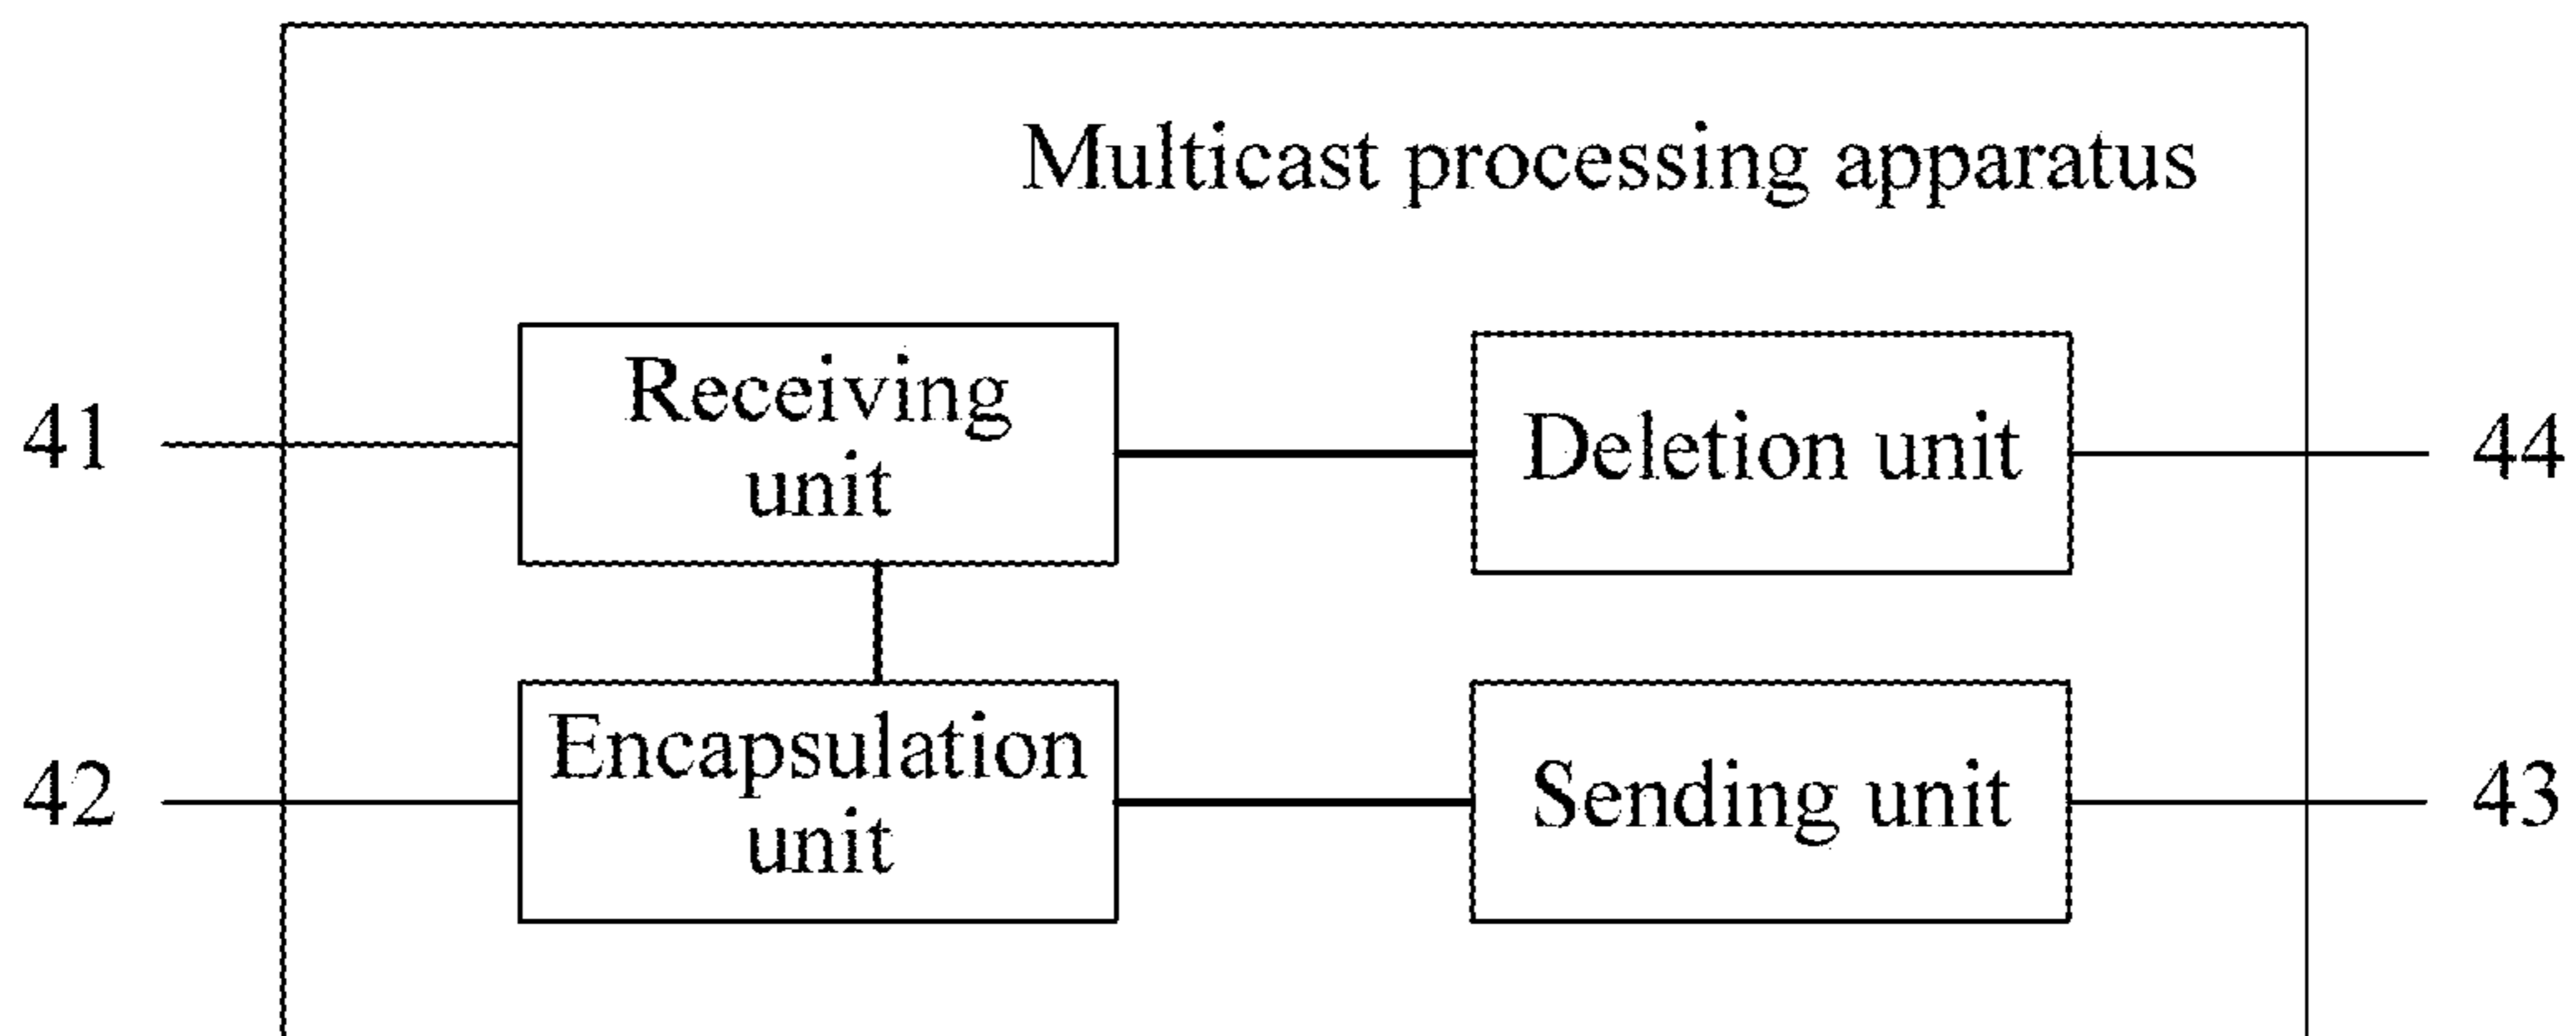 Multicast processing apparatus
41
Receiving
unit
Deletion unit
44
42
Encapsulation
unit
Sending unit
43